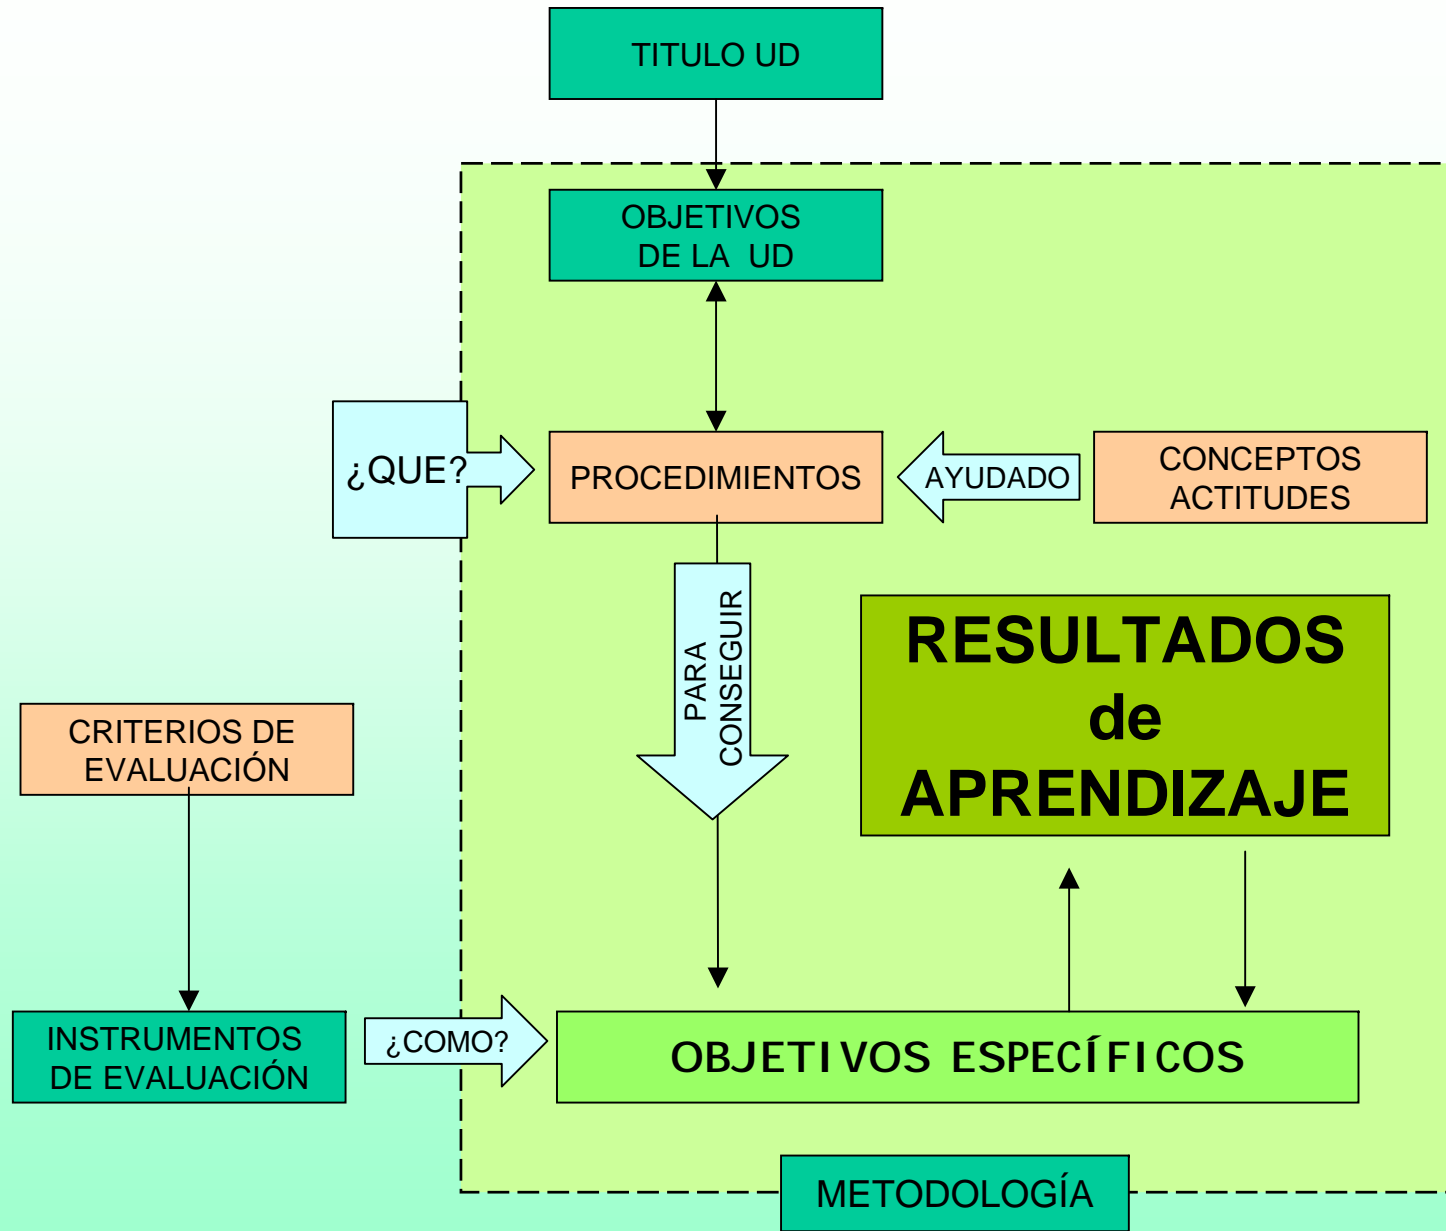 TITULO UD
OBJETIVOS
DE LA UD
¿QUE?
PROCEDIMIENTOS
AYUDADO
CONCEPTOS
ACTITUDES
PARA
CONSEGUIR
RESULTADOS
de
APRENDIZAJE
CRITERIOS DE
EVALUACIÓN
INSTRUMENTOS
DE EVALUACIÓN
¿COMO?
OBJETIVOS ESPECÍFICOS
METODOLOGÍA